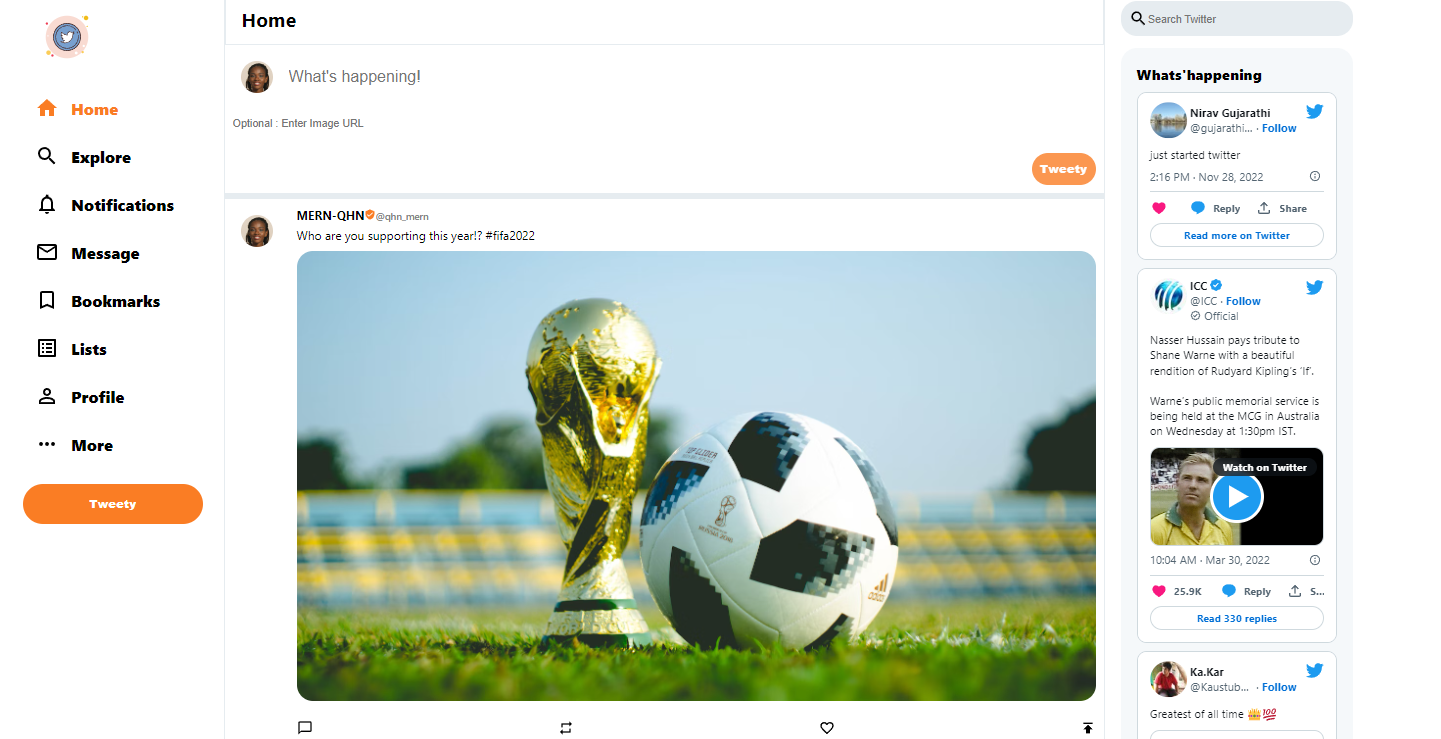 Home
Explore
Notifications
Message
Bookmarks
Lists
Profile
More
Tweety
Home
What's happening!
Optional : Enter Image URL
Tweety
MERN-QHN @qhn_mern
Who are you supporting this year!? #fifa2022
adidas
Search Twitter
Whats'happening
Nirav Gujarathi
@gujarathi... · Follow
just started twitter
2:16 PM · Nov 28, 2022
Reply Share
Read more on Twitter
ICC
@ICC · Follow
Official
Nasser Hussain pays tribute to
Shane Warne with a beautiful
rendition of Rudyard Kipling's 'If'.
Warne's public memorial service is
being held at the MCG in Australia
on Wednesday at 1:30pm IST.
Watch on Twitter
10:04 AM · Mar 30, 2022
25.9K Reply S...
Read 330 replies
Ka.Kar
@Kaustub... · Follow
Greatest of all time 👑💯